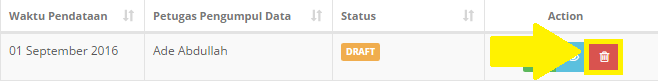 Waktu Pendataan Petugas Pengumpul Data Status Action
01 September 2016 Ade Abdullah DRAFT